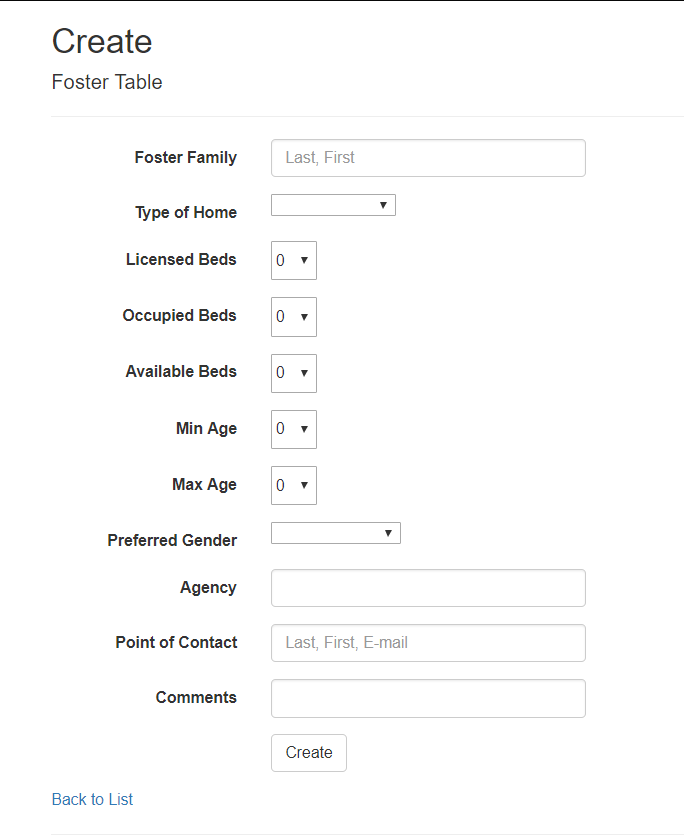 Create
Foster Table
Foster Family Last, First
Type of Home
Licensed Beds 0
Occupied Beds 0
Available Beds 0
Min Age 0
Max Age 0
Preferred Gender
Agency
Point of Contact Last, First, E-mail
Comments
Create
Back to List